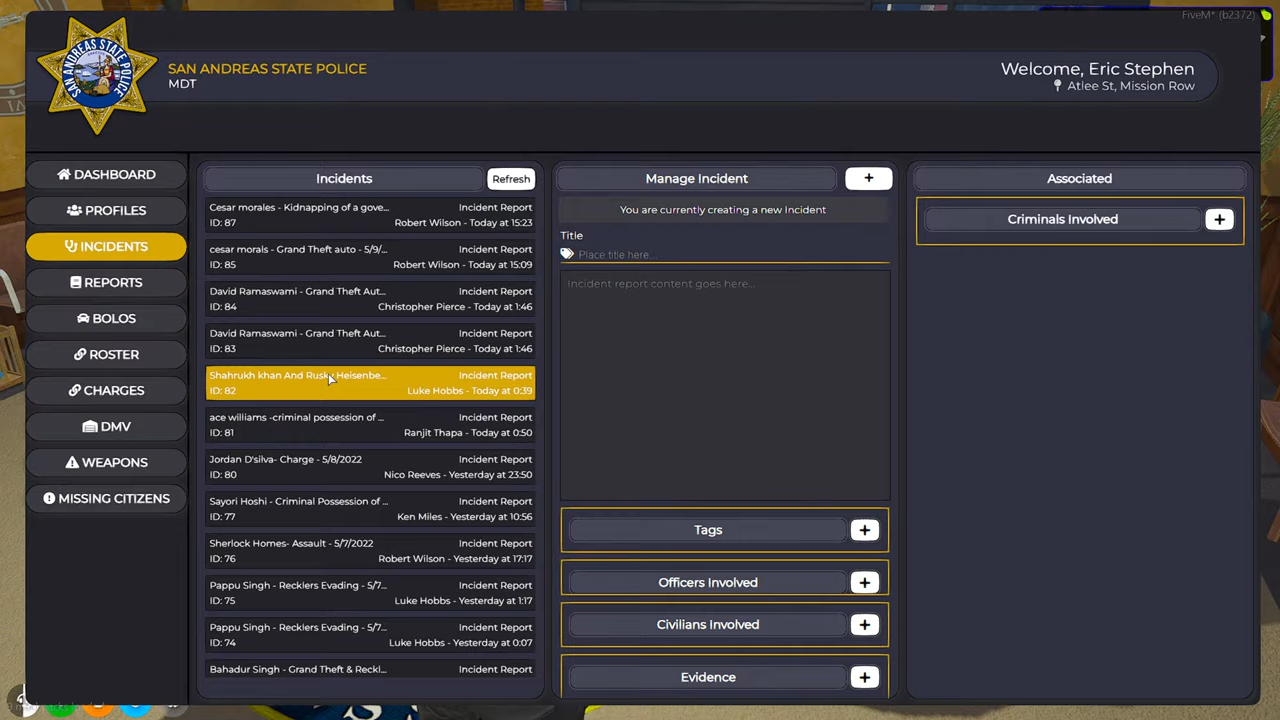 FiveM* (b2372)
SAN ANDREAS STATE POLICE
SAN ANDREAS STATE POLICE
MDT
Welcome, Eric Stephen
Atlee St, Mission Row
DASHBOARD
PROFILES
INCIDENTS
REPORTS
BOLOS
ROSTER
CHARGES
DMV
WEAPONS
MISSING CITIZENS
Incidents Refresh
Cesar morales - Kidnapping of a gove... Incident Report
ID: 87 Robert Wilson - Today at 15:23
cesar morals - Grand Theft auto - 5/9/... Incident Report
ID: 85 Robert Wilson - Today at 15:09
David Ramaswami - Grand Theft Aut... Incident Report
ID: 84 Christopher Pierce - Today at 1:46
David Ramaswami - Grand Theft Aut... Incident Report
ID: 83 Christopher Pierce - Today at 1:46
Shahrukh khan And Rusky Heisenbe... Incident Report
ID: 82 Luke Hobbs - Today at 0:39
ace williams -criminal possession of ... Incident Report
ID: 81 Ranjit Thapa - Today at 0:50
Jordan D'silva- Charge - 5/8/2022 Incident Report
ID: 80 Nico Reeves - Yesterday at 23:50
Sayori Hoshi - Criminal Possession of ... Incident Report
ID: 77 Ken Miles - Yesterday at 10:56
Sherlock Homes- Assault - 5/7/2022 Incident Report
ID: 76 Robert Wilson - Yesterday at 17:17
Pappu Singh - Recklers Evading - 5/7... Incident Report
ID: 75 Luke Hobbs - Yesterday at 1:17
Pappu Singh - Recklers Evading - 5/7... Incident Report
ID: 74 Luke Hobbs - Yesterday at 0:07
Bahadur Singh - Grand Theft & Reckl... Incident Report
Manage Incident +
You are currently creating a new Incident
Title
Place title here...
Incident report content goes here...
Tags +
Officers Involved +
Civilians Involved +
Evidence +
Associated
Criminals Involved +